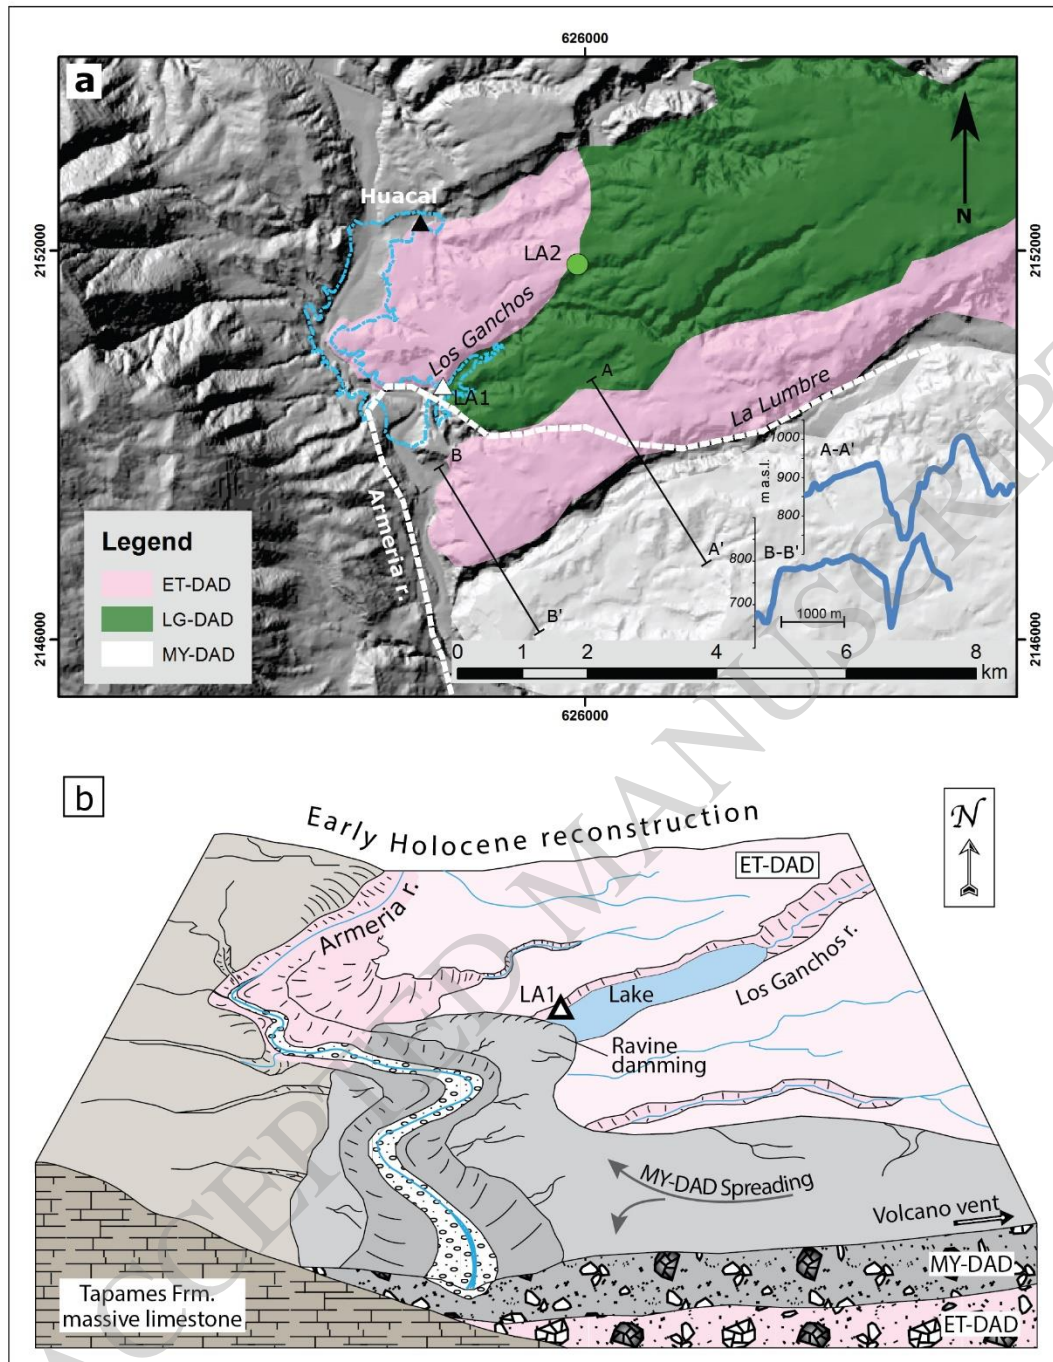 626000
a
N
Huacal
2152000
2152000
LA2
Los Ganchos
A
LA1
La Lumbre
B
Armeria r.
A'
B'
m a.s.l.
1000
900
800
A-A'
800
700
B-B'
1000 m
Legend
ET-DAD
LG-DAD
MY-DAD
2146000
2146000
0 2 4 6 8
km
626000
b
Early Holocene reconstruction
N
ET-DAD
Armeria r.
Los Ganchos r.
LA1
Lake
Ravine
damming
MY-DAD Spreading
Volcano vent
MY-DAD
Tapames Frm.
massive limestone
ET-DAD
ACCEPTED MANUSCRIPT